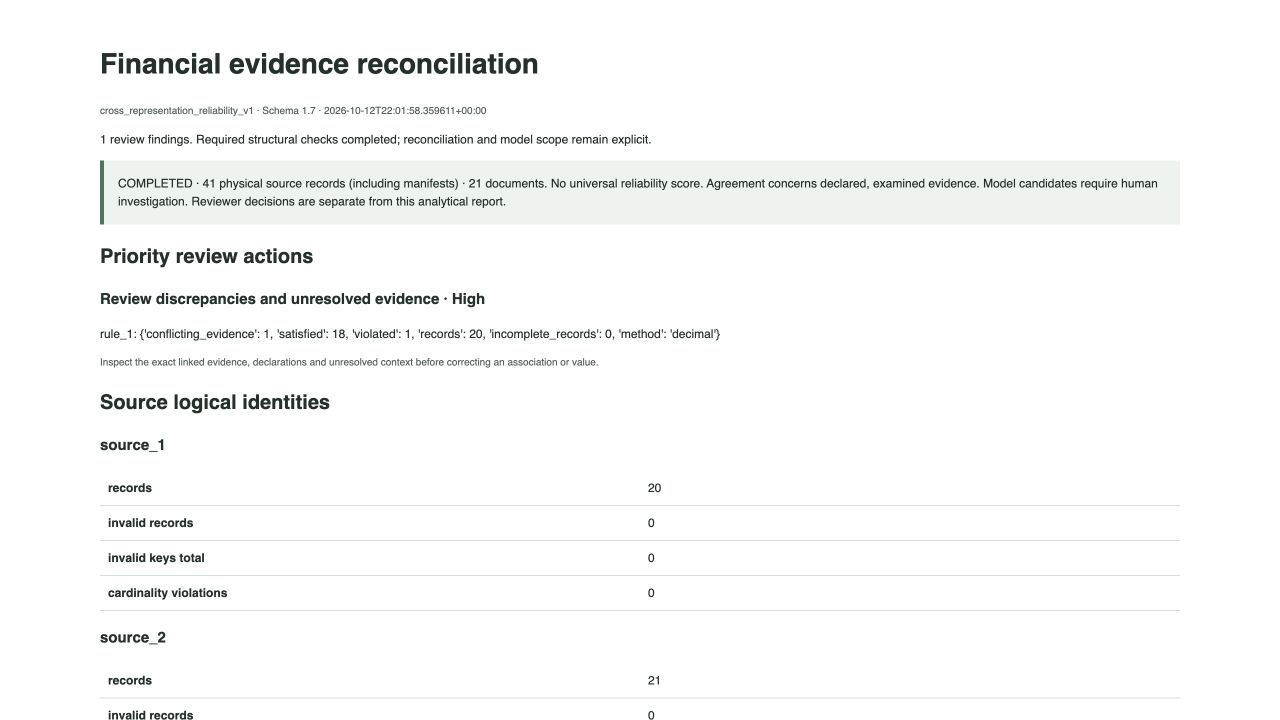 Financial evidence reconciliation
cross_representation_reliability_v1 · Schema 1.7 · 2026-10-12T22:01:58.359611+00:00
1 review findings. Required structural checks completed; reconciliation and model scope remain explicit.
COMPLETED · 41 physical source records (including manifests) · 21 documents. No universal reliability score. Agreement concerns declared, examined evidence. Model candidates require human
investigation. Reviewer decisions are separate from this analytical report.
Priority review actions
Review discrepancies and unresolved evidence · High
rule_1: {'conflicting_evidence': 1, 'satisfied': 18, 'violated': 1, 'records': 20, 'incomplete_records': 0, 'method': 'decimal'}
Inspect the exact linked evidence, declarations and unresolved context before correcting an association or value.
Source logical identities
source_1
records 20
invalid records 0
invalid keys total 0
cardinality violations 0
source_2
records 21
invalid records 0